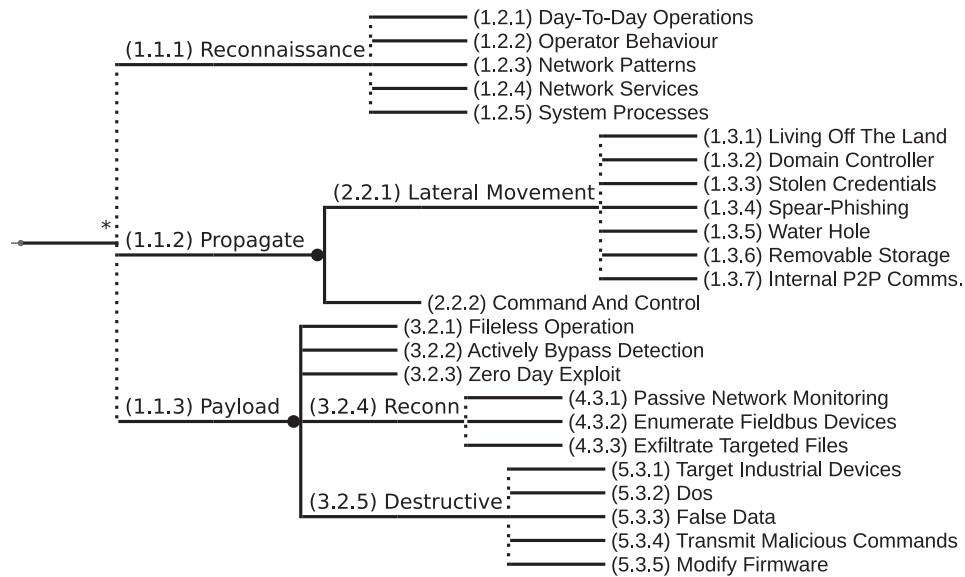 (1.2.1) Day-To-Day Operations
(1.2.2) Operator Behaviour
(1.1.1) Reconnaissance
(1.2.3) Network Patterns
(1.2.4) Network Services
(1.2.5) System Processes
(1.3.1) Living Off The Land
(1.3.2) Domain Controller
(2.2.1) Lateral Movement
(1.3.3) Stolen Credentials
(1.3.4) Spear-Phishing
*
(1.1.2) Propagate
(1.3.5) Water Hole
(1.3.6) Removable Storage
(1.3.7) Internal P2P Comms.
(2.2.2) Command And Control
(3.2.1) Fileless Operation
(3.2.2) Actively Bypass Detection
(3.2.3) Zero Day Exploit
(1.1.3) Payload
(3.2.4) Reconn
(4.3.1) Passive Network Monitoring
(4.3.2) Enumerate Fieldbus Devices
(4.3.3) Exfiltrate Targeted Files
(3.2.5) Destructive
(5.3.1) Target Industrial Devices
(5.3.2) Dos
(5.3.3) False Data
(5.3.4) Transmit Malicious Commands
(5.3.5) Modify Firmware